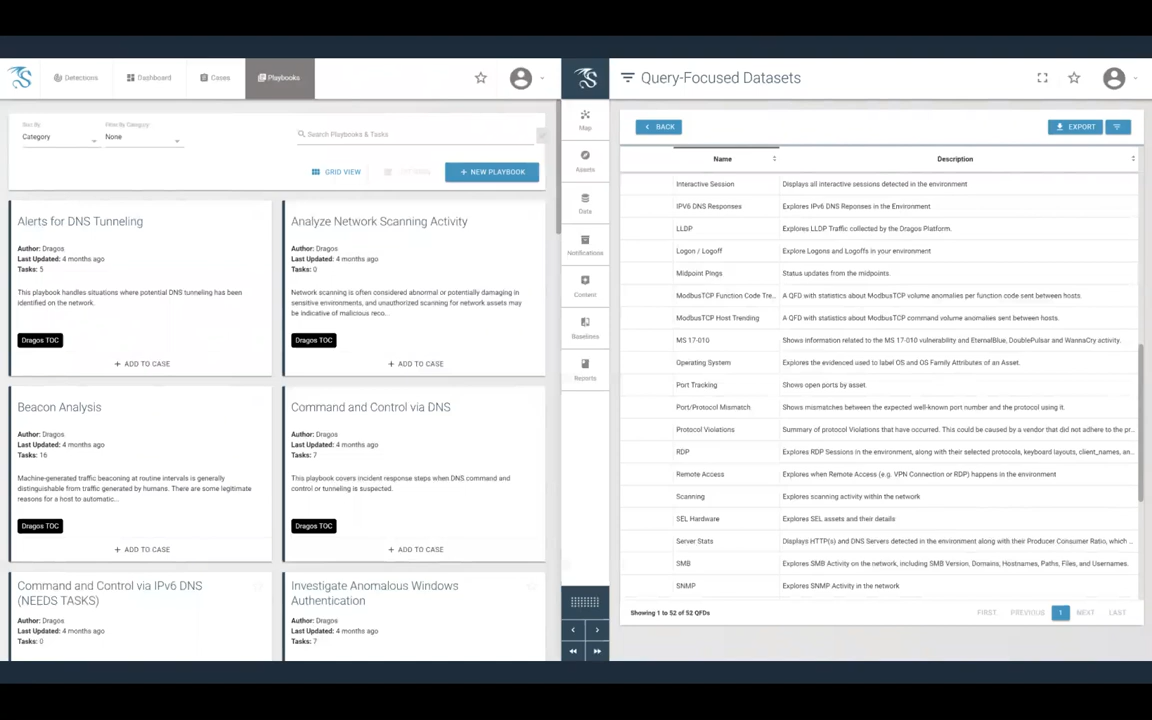 Detections
Dashboard
Cases
Playbooks
Sort By
Category
Filter By Category
None
Search Playbooks & Tasks
GRID VIEW
+ NEW PLAYBOOK
Alerts for DNS Tunneling
Author: Dragos
Last Updated: 4 months ago
Tasks: 5
This playbook handles situations where potential DNS tunneling has been
identified on the network.
Dragos TOC
+ ADD TO CASE
Analyze Network Scanning Activity
Author: Dragos
Last Updated: 4 months ago
Tasks: 0
Network scanning is often considered abnormal or potentially damaging in
sensitive environments, and unauthorized scanning for network assets may
be indicative of malicious reco...
Dragos TOC
+ ADD TO CASE
Beacon Analysis
Author: Dragos
Last Updated: 4 months ago
Tasks: 16
Machine-generated traffic beaconing at routine intervals is generally
distinguishable from traffic generated by humans. There are some legitimate
reasons for a host to automatic...
Dragos TOC
+ ADD TO CASE
Command and Control via DNS
Author: Dragos
Last Updated: 4 months ago
Tasks: 7
This playbook covers incident response steps when DNS command and
control or tunneling is suspected.
Dragos TOC
+ ADD TO CASE
Command and Control via IPv6 DNS
(NEEDS TASKS)
Author: Dragos
Last Updated: 4 months ago
Tasks: 0
Investigate Anomalous Windows
Authentication
Author: Dragos
Last Updated: 4 months ago
Tasks: 7
Map
Assets
Data
Notifications
Content
Baselines
Reports
Query-Focused Datasets
BACK
EXPORT
Name Description
Interactive Session Displays all interactive sessions detected in the environment
IPV6 DNS Responses Explores IPv6 DNS Reponses in the Environment
LLDP Explores LLDP Traffic collected by the Dragos Platform.
Logon / Logoff Explore Logons and Logoffs in your environment
Midpoint Pings Status updates from the midpoints.
ModbusTCP Function Code Tre... A QFD with statistics about ModbusTCP volume anomalies per function code sent between hosts.
ModbusTCP Host Trending A QFD with statistics about ModbusTCP command volume anomalies sent between hosts.
MS 17-010 Shows information related to the MS 17-010 vulnerability and EternalBlue, DoublePulsar and WannaCry activity.
Operating System Explores the evidenced used to label OS and OS Family Attributes of an Asset.
Port Tracking Shows open ports by asset.
Port/Protocol Mismatch Shows mismatches between the expected well-known port number and the protocol using it.
Protocol Violations Summary of protocol Violations that have occurred. This could be caused by a vendor that did not adhere to the pr...
RDP Explores RDP Sessions in the environment, along with their selected protocols, keyboard layouts, client_names, an...
Remote Access Explores when Remote Access (e.g. VPN Connection or RDP) happens in the environment
Scanning Explores scanning activity within the network
SEL Hardware Explores SEL assets and their details
Server Stats Displays HTTP(s) and DNS Servers detected in the environment along with their Producer Consumer Ratio, which ...
SMB Explores SMB Activity on the network, including SMB Version, Domains, Hostnames, Paths, Files, and Usernames.
SNMP Explores SNMP Activity in the network
Showing 1 to 52 of 52 QFDs
FIRST PREVIOUS 1 NEXT LAST